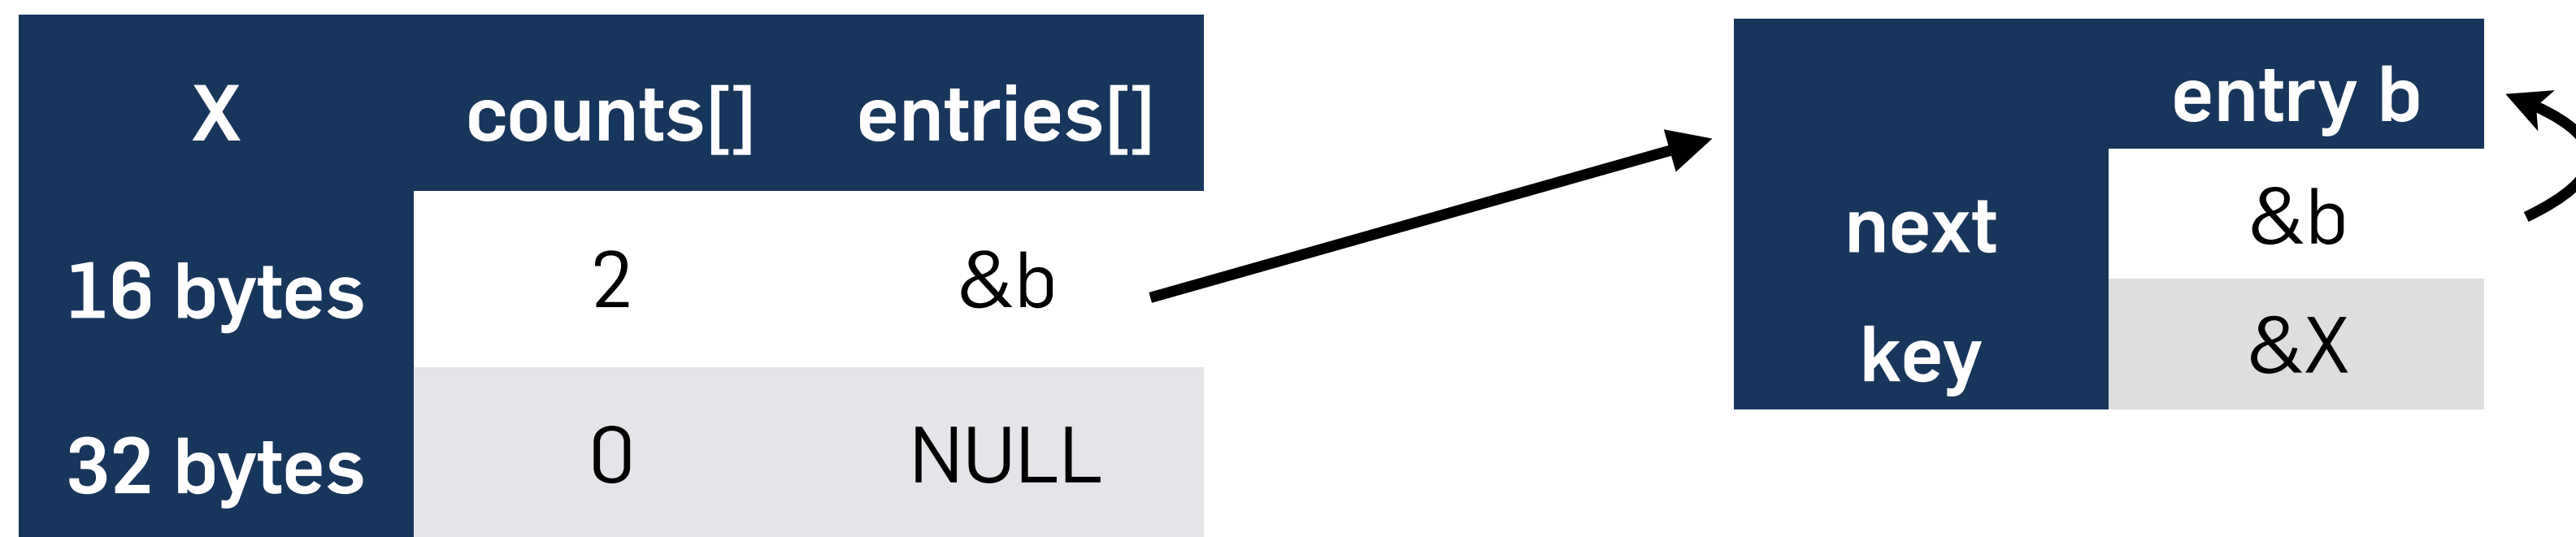 X counts[] entries[]
16 bytes 2 &b
32 bytes 0 NULL
entry b
next &b
key &X